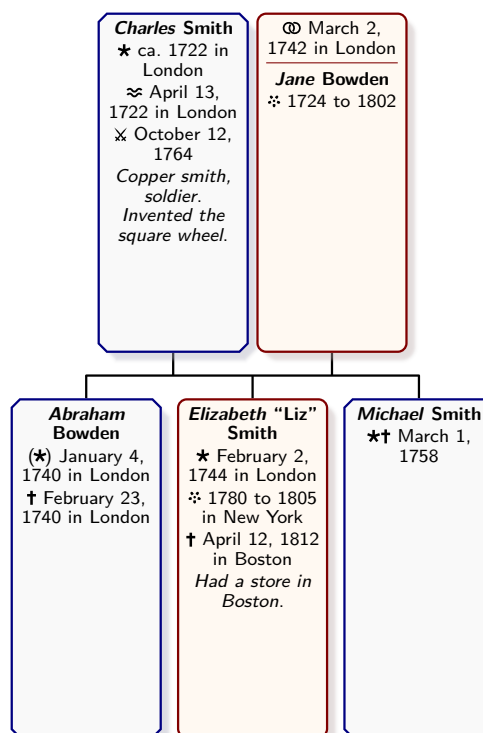 Charles Smith
★ ca. 1722 in
London
≈ April 13,
1722 in London
⚔ October 12,
1764
Copper smith,
soldier.
Invented the
square wheel.
⚭ March 2,
1742 in London
Jane Bowden
⁘ 1724 to 1802
Abraham
Bowden
(★) January 4,
1740 in London
† February 23,
1740 in London
Elizabeth “Liz”
Smith
★ February 2,
1744 in London
⁘ 1780 to 1805
in New York
† April 12, 1812
in Boston
Had a store in
Boston.
Michael Smith
★† March 1,
1758